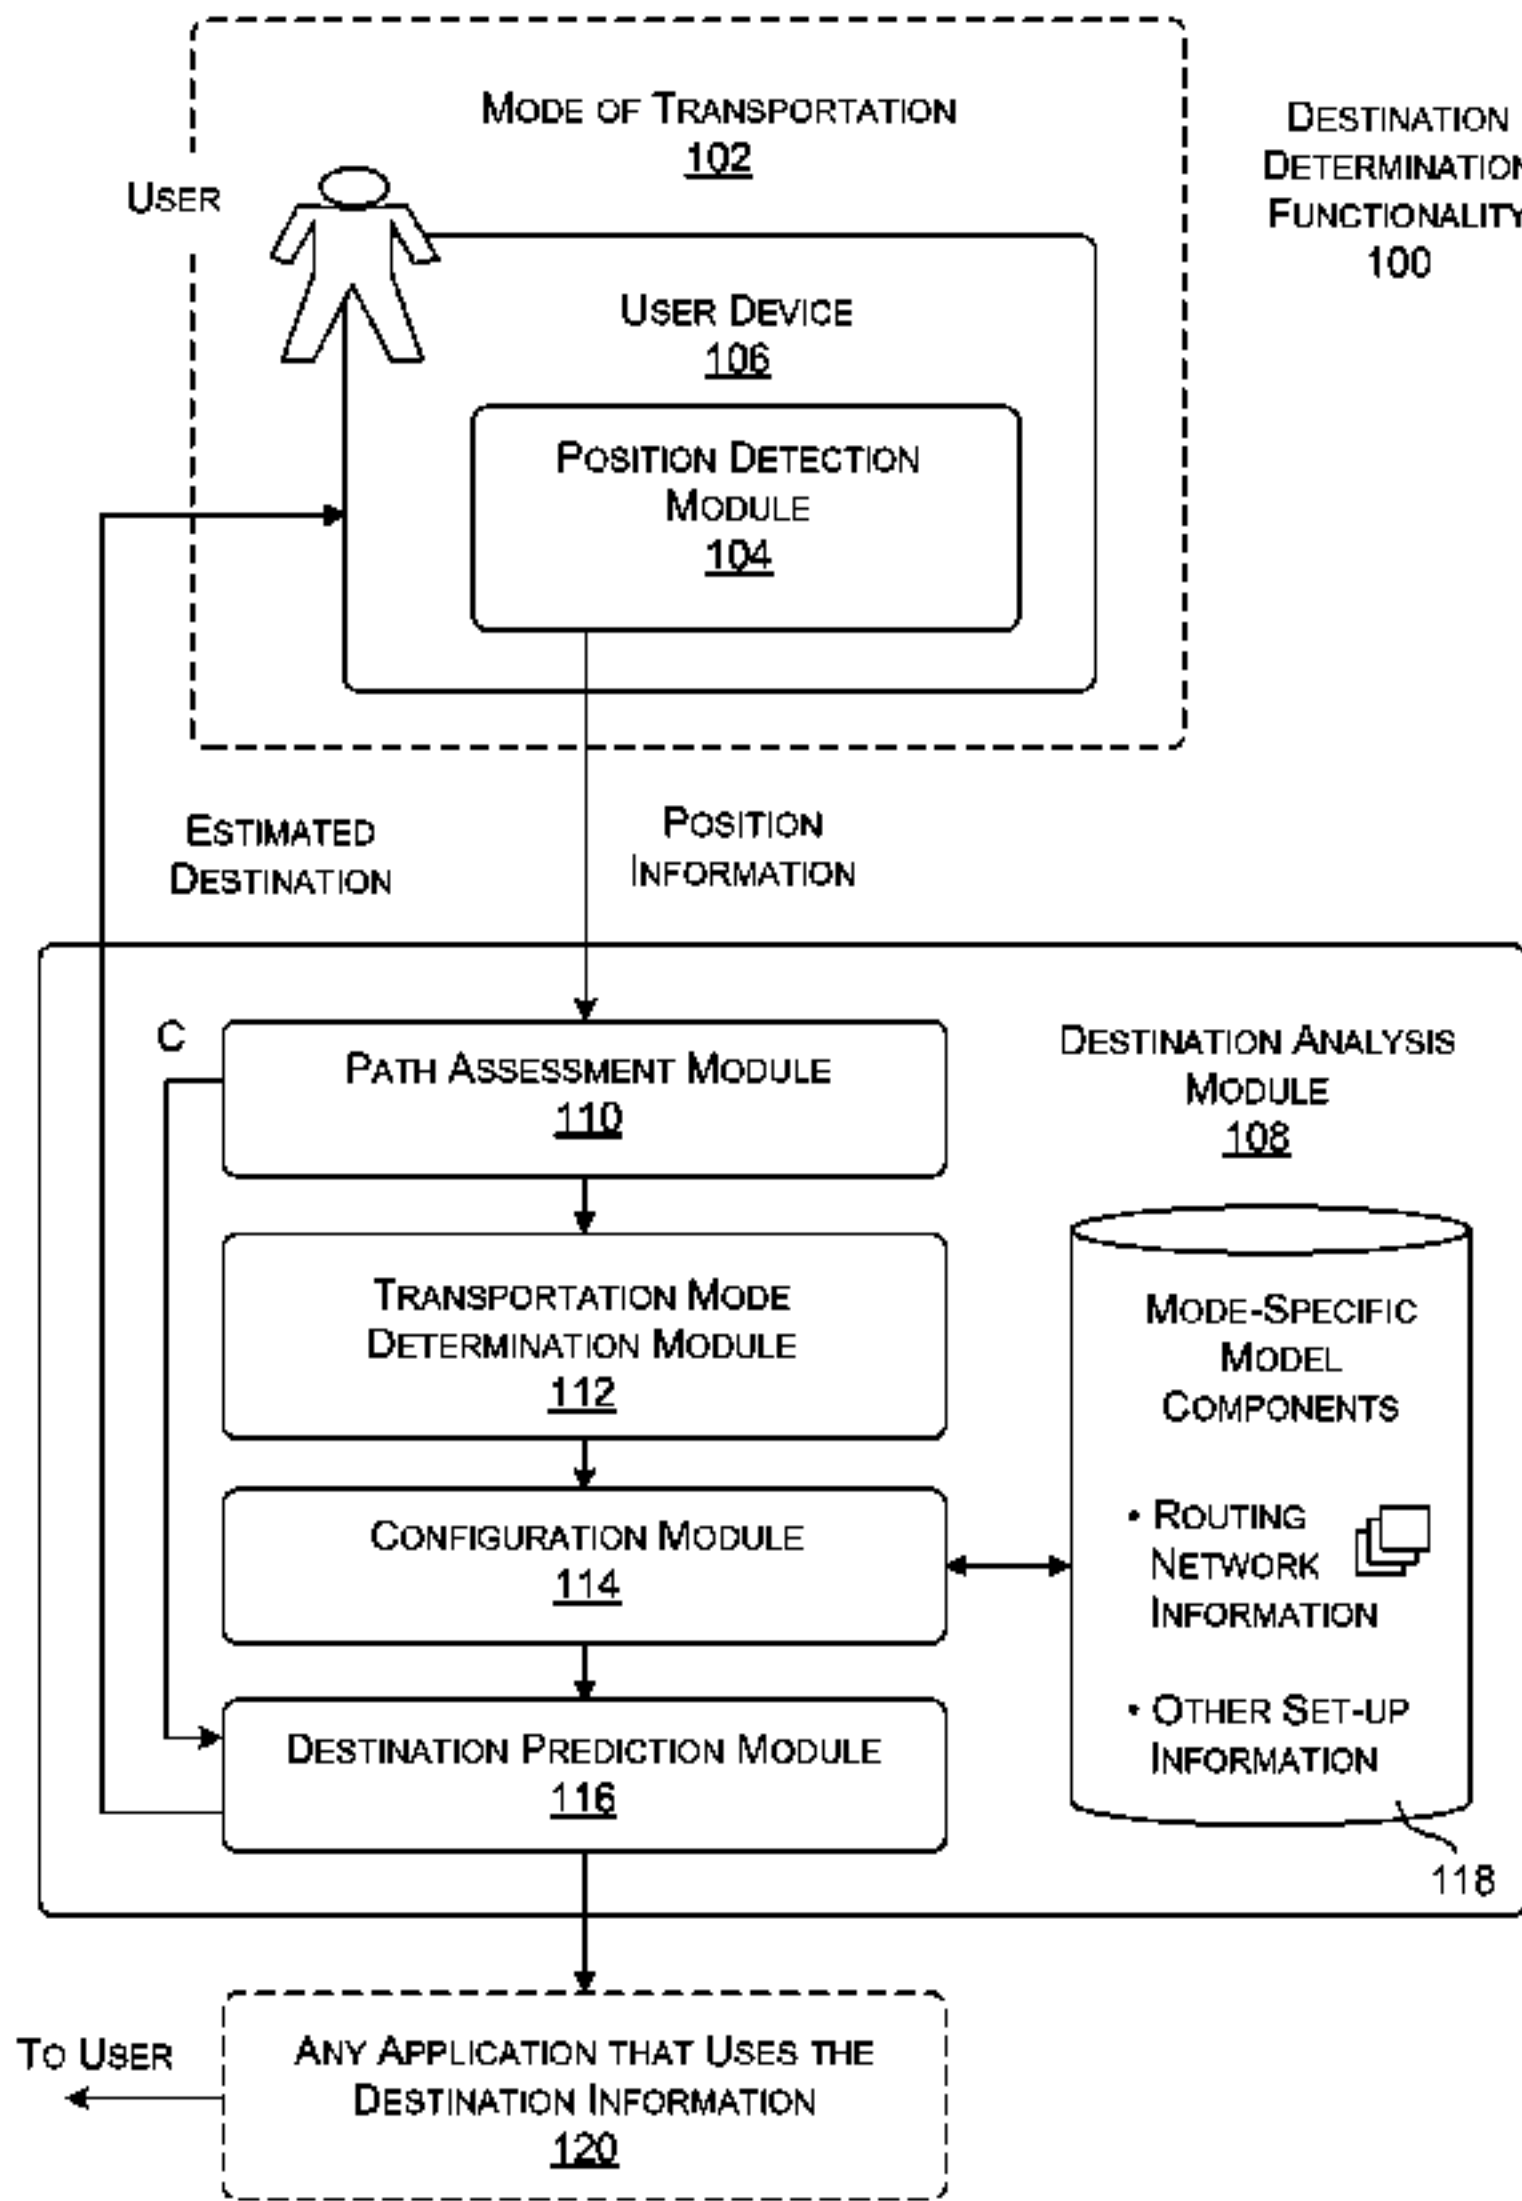 MODE OF TRANSPORTATION
102
USER
DESTINATION
DETERMINATION
FUNCTIONALITY
100
USER DEVICE
106
POSITION DETECTION
MODULE
104
ESTIMATED
DESTINATION
POSITION
INFORMATION
C
PATH ASSESSMENT MODULE
110
DESTINATION ANALYSIS
MODULE
108
TRANSPORTATION MODE
DETERMINATION MODULE
112
CONFIGURATION MODULE
114
DESTINATION PREDICTION MODULE
116
MODE-SPECIFIC
MODEL
COMPONENTS
• ROUTING
NETWORK
INFORMATION
• OTHER SET-UP
INFORMATION
118
TO USER
ANY APPLICATION THAT USES THE
DESTINATION INFORMATION
120